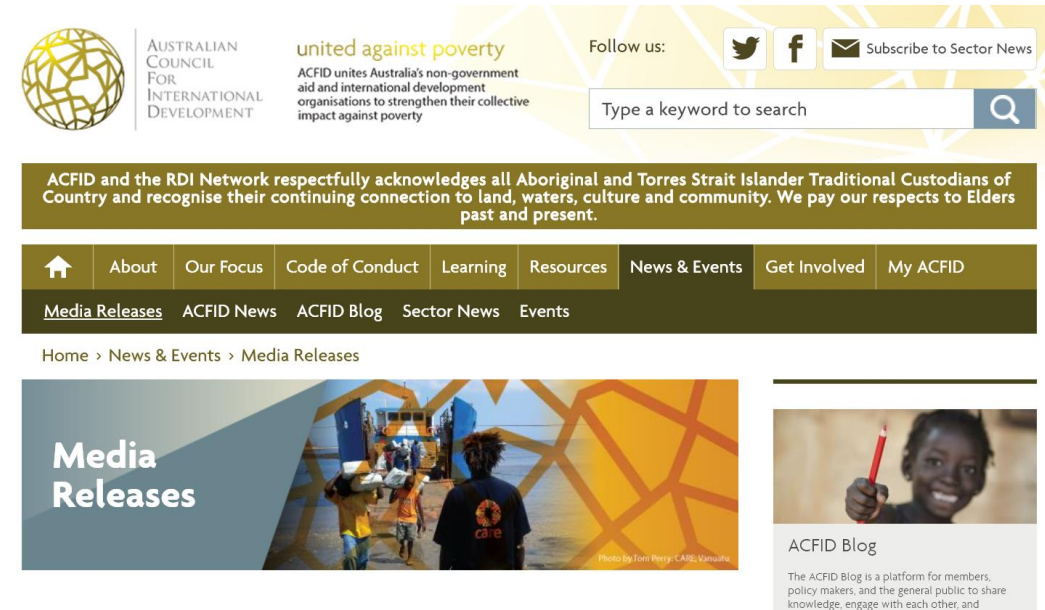 AUSTRALIAN
COUNCIL
FOR
INTERNATIONAL
DEVELOPMENT
united against poverty
ACFID unites Australia's non-government
aid and international development
organisations to strengthen their collective
impact against poverty
Follow us:
Subscribe to Sector News
Type a keyword to search
ACFID and the RDI Network respectfully acknowledges all Aboriginal and Torres Strait Islander Traditional Custodians of
Country and recognise their continuing connection to land, waters, culture and community. We pay our respects to Elders
past and present.
About Our Focus Code of Conduct Learning Resources News & Events Get Involved My ACFID
Media Releases ACFID News ACFID Blog Sector News Events
Home › News & Events › Media Releases
Media
Releases
care
Photo by Tom Perry: CARE; Vanuatu
ACFID Blog
The ACFID Blog is a platform for members,
policy makers, and the general public to share
knowledge, engage with each other, and